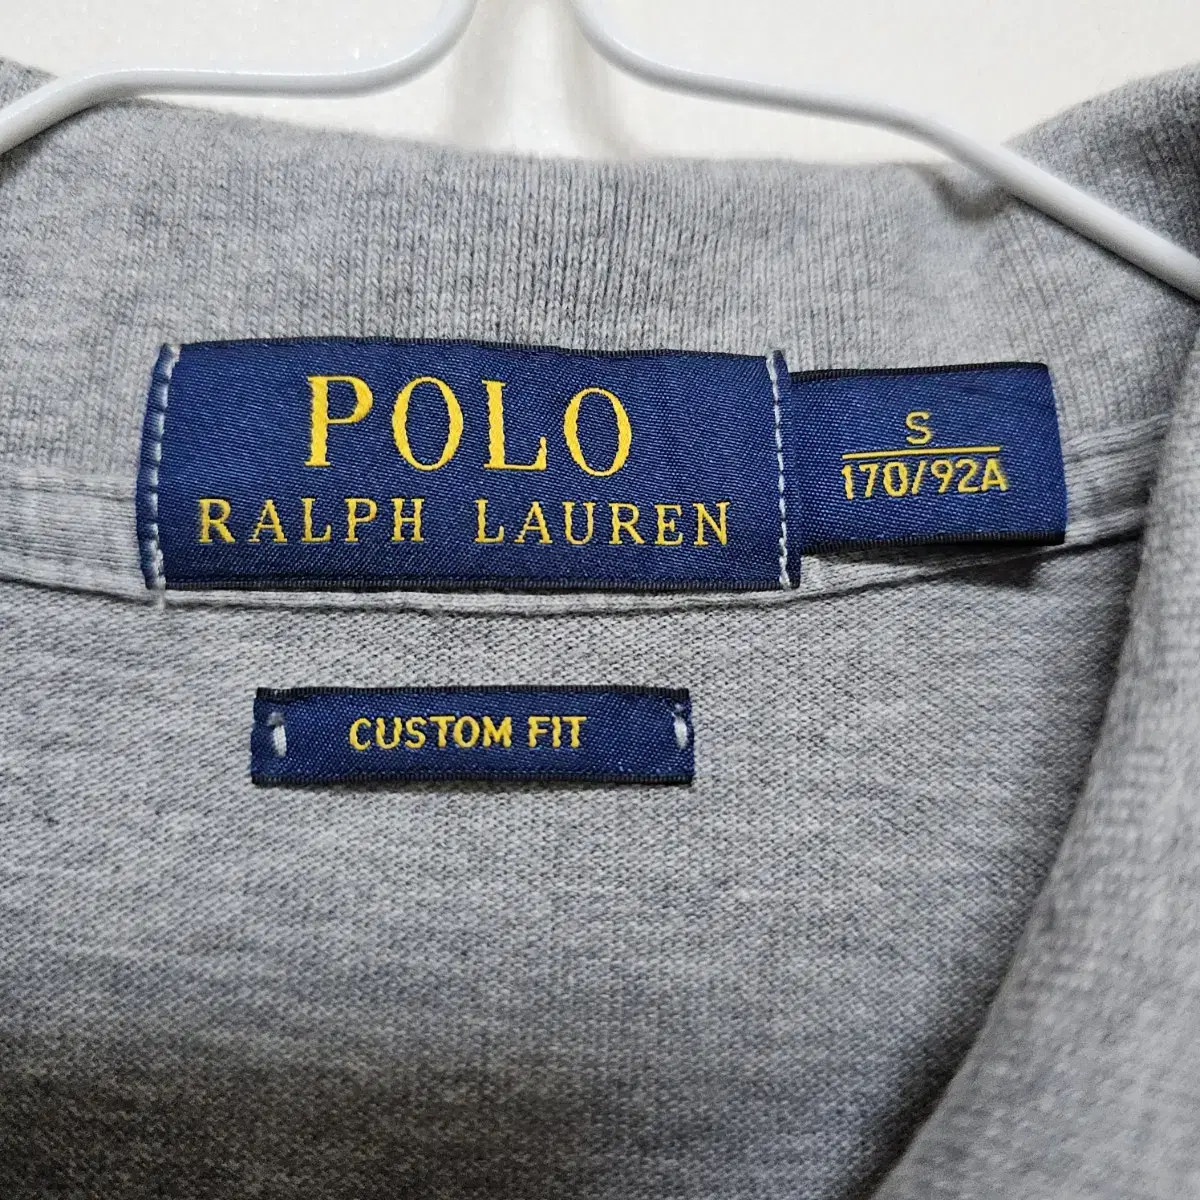 POLO
RALPH LAUREN
S
170/92A
CUSTOM FIT